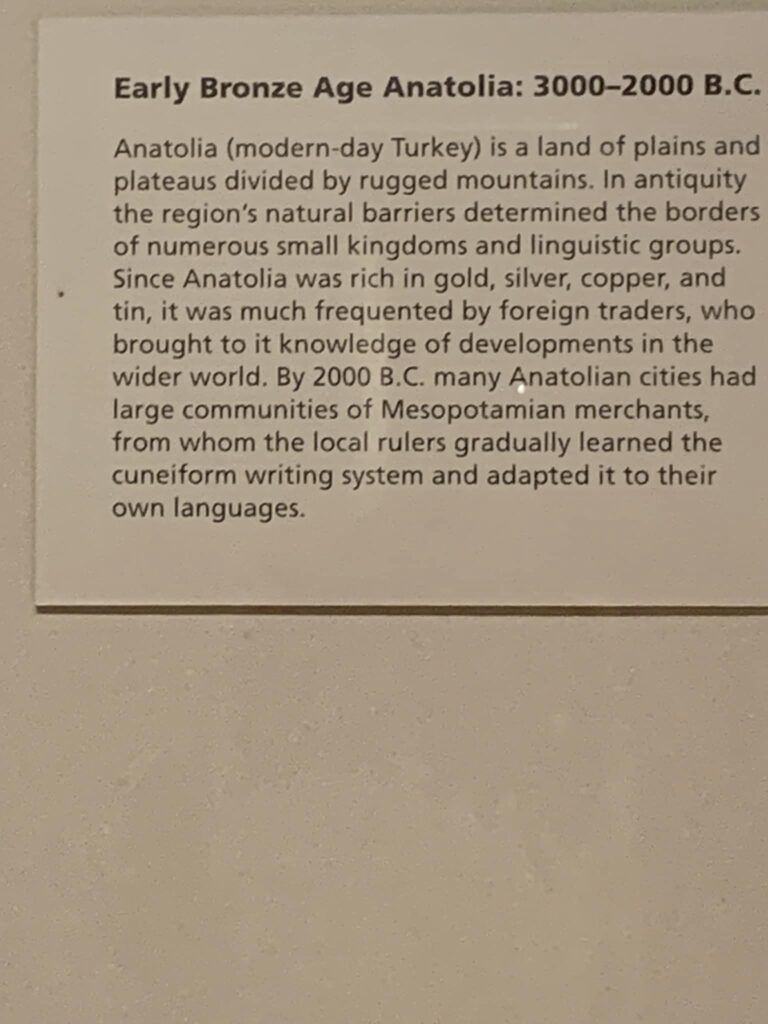 Early Bronze Age Anatolia: 3000–2000 B.C.
Anatolia (modern-day Turkey) is a land of plains and
plateaus divided by rugged mountains. In antiquity
the region's natural barriers determined the borders
of numerous small kingdoms and linguistic groups.
Since Anatolia was rich in gold, silver, copper, and
tin, it was much frequented by foreign traders, who
brought to it knowledge of developments in the
wider world. By 2000 B.C. many Anatolian cities had
large communities of Mesopotamian merchants,
from whom the local rulers gradually learned the
cuneiform writing system and adapted it to their
own languages.